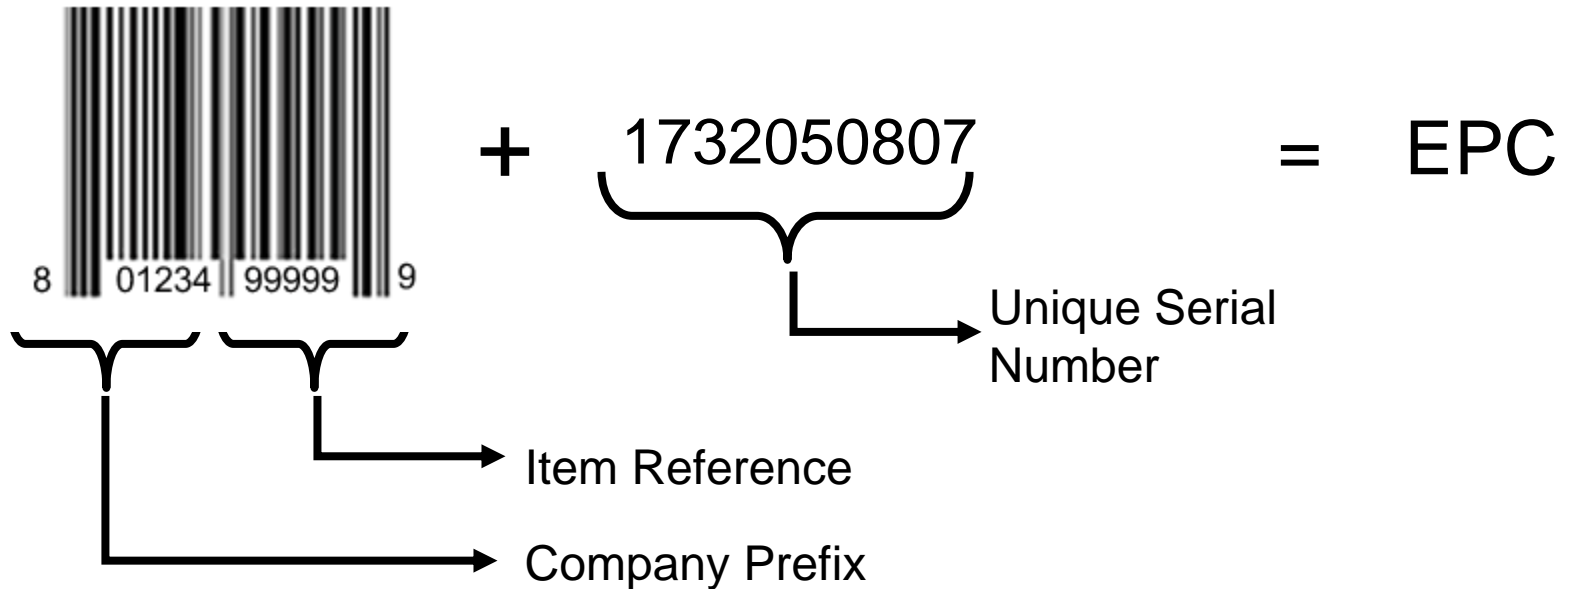 + 1732050807 = EPC
8 01234 99999 9
Unique Serial
Number
Item Reference
Company Prefix